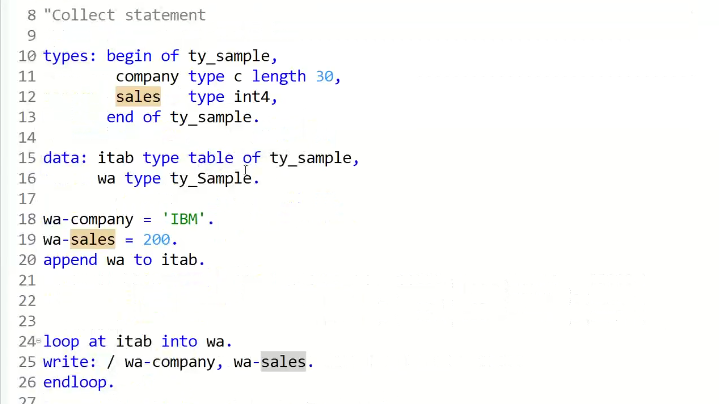 8 "Collect statement
9
10 types: begin of ty_sample,
11 company type c length 30,
12 sales type int4,
13 end of ty_sample.
14
15 data: itab type table of ty_sample,
16 wa type ty_Sample.
17
18 wa-company = 'IBM'.
19 wa-sales = 200.
20 append wa to itab.
21
22
23
24 loop at itab into wa.
25 write: / wa-company, wa-sales.
26 endloop.
27